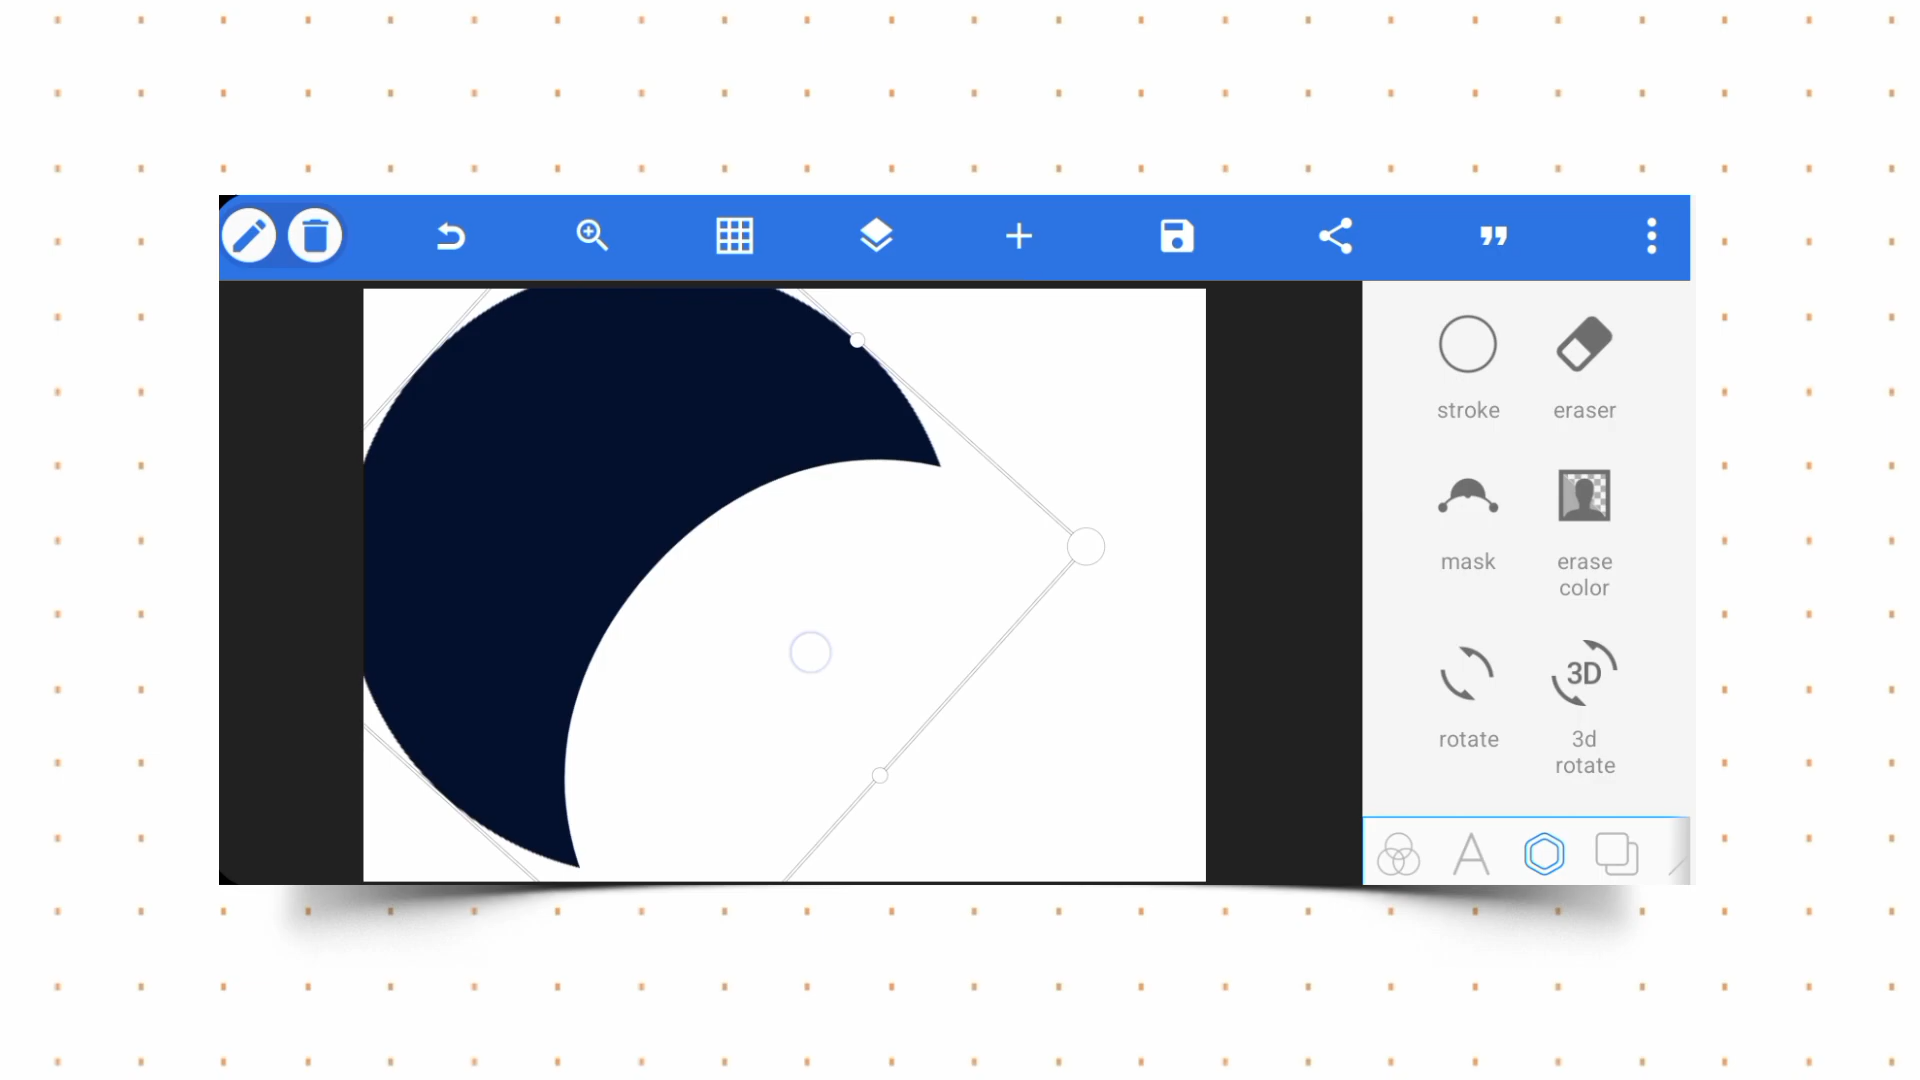 stroke
eraser
mask
erase
color
rotate
3D
3d
rotate